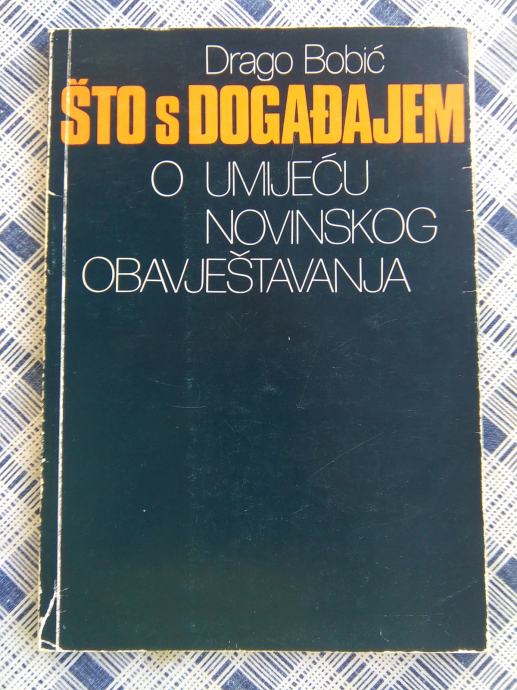 Drago Bobić
ŠTO s DOGAĐAJEM
O UMIJEĆU
NOVINSKOG
OBAVJEŠTAVANJA